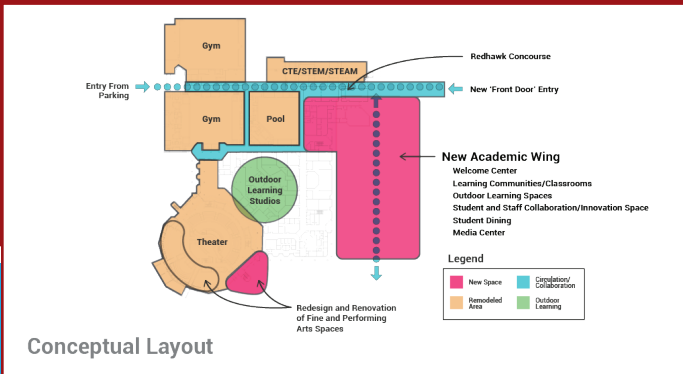 Gym
CTE/STEM/STEAM
Redhawk Concourse
Entry From
Parking
New 'Front Door' Entry
Gym
Pool
New Academic Wing
Welcome Center
Learning Communities/Classrooms
Outdoor Learning Spaces
Student and Staff Collaboration/Innovation Space
Student Dining
Media Center
Outdoor
Learning
Studios
Theater
Legend
New Space
Circulation/
Collaboration
Remodeled
Area
Outdoor
Learning
Redesign and Renovation
of Fine and Performing
Arts Spaces
Conceptual Layout